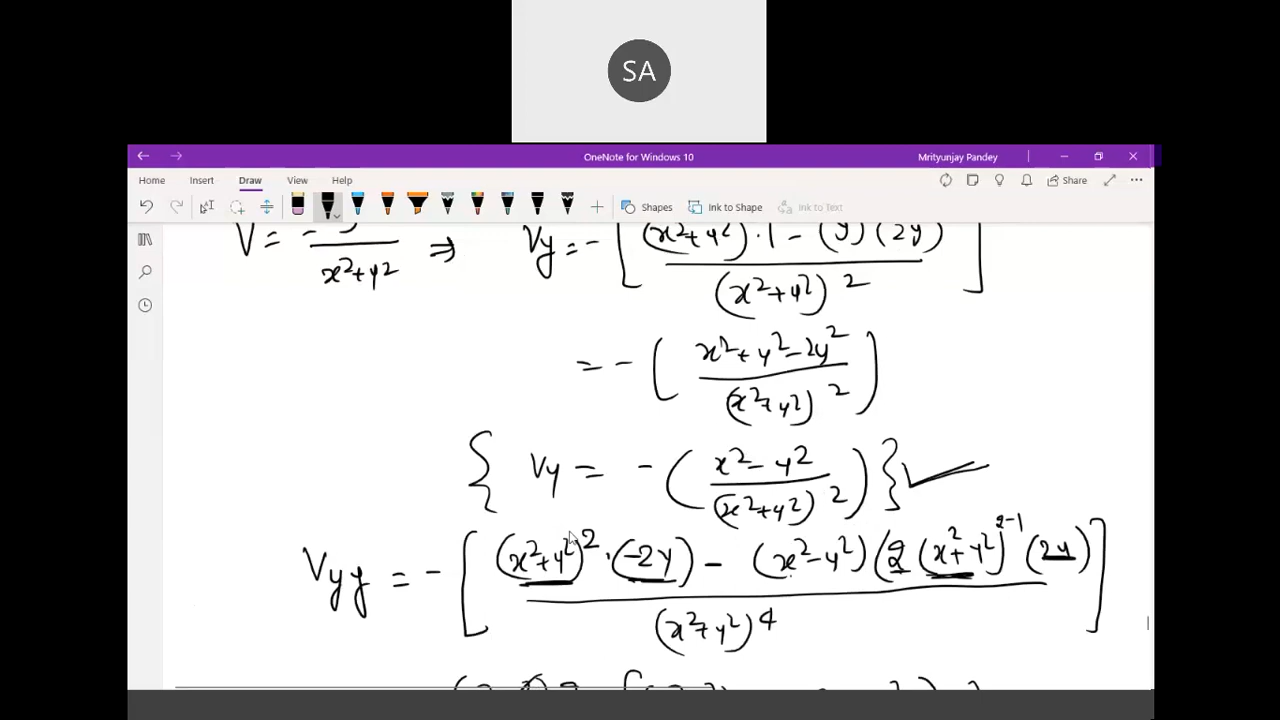 SA
OneNote for Windows 10
Mrityunjay Pandey
Home Insert Draw View Help
Share
Shapes Ink to Shape Ink to Text
V = - y / x²+y² ⇒ Vy = - [ (x²+y²)·1 - (y)(2y) / (x²+y²)² ]
= - ( x²+y²-2y² / (x²+y²)² )
{ Vy = - ( x²-y² / (x²+y²)² ) } ✓
Vyy = - [ (x²+y²)²·(-2y) - (x²-y²)(2(x²+y²)²⁻¹(2y) / (x²+y²)⁴ ]